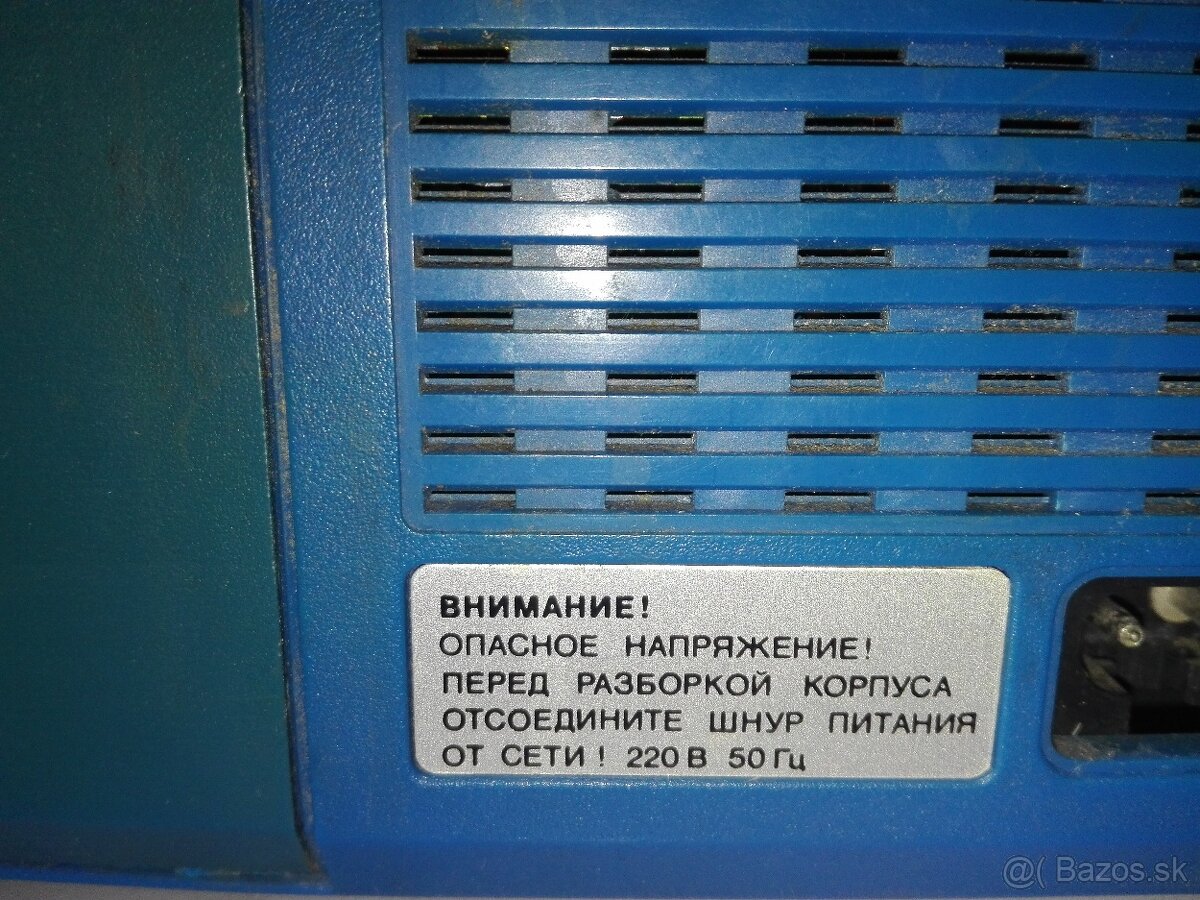 ВНИМАНИЕ!
ОПАСНОЕ НАПРЯЖЕНИЕ!
ПЕРЕД РАЗБОРКОЙ КОРПУСА
ОТСОЕДИНИТЕ ШНУР ПИТАНИЯ
ОТ СЕТИ! 220 В 50 Гц
@( Bazos.sk